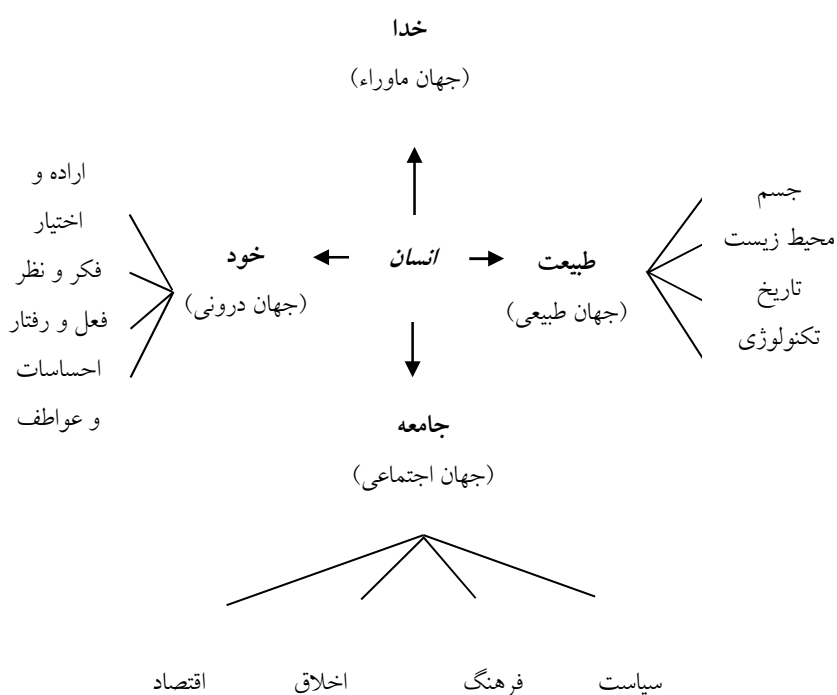 خدا
(جهان ماوراء)
جسم
محیط زیست
تاریخ
تکنولوژی
طبیعت
(جهان طبیعی)
انسان
خود
(جهان درونی)
اراده و
اختیار
فکر و نظر
فعل و رفتار
احساسات
و عواطف
جامعه
(جهان اجتماعی)
سیاست
فرهنگ
اخلاق
اقتصاد